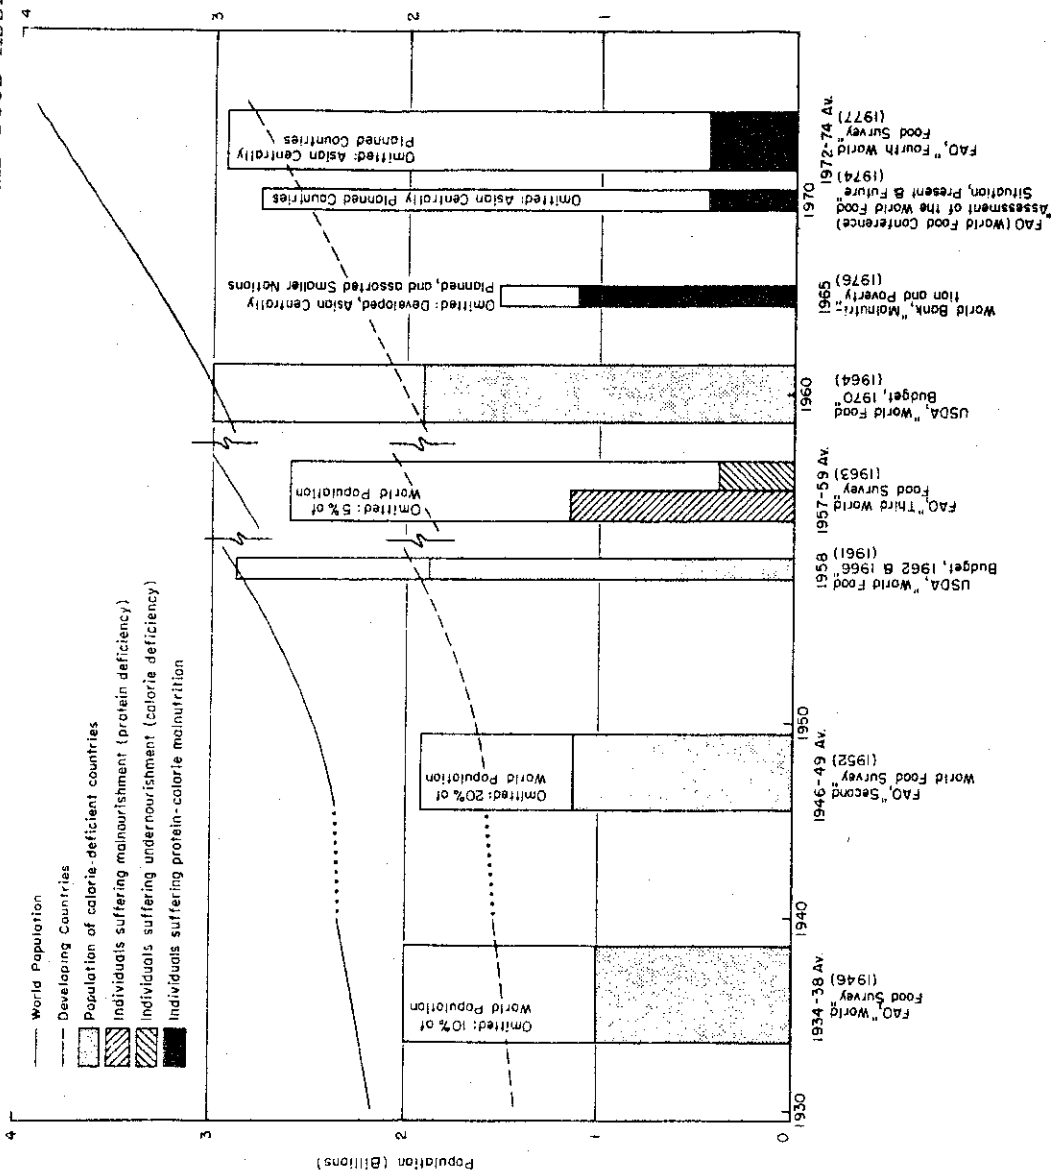 World Population
Developing Countries
Population of calorie-deficient countries
Individuals suffering malnourishment (protein deficiency)
Individuals suffering undernourishment (calorie deficiency)
Individuals suffering protein-calorie malnutrition
Population (Billions)
4
3
2
1
0
4
3
2
1
Omitted: 10% of
World Population
Omitted: 20% of
World Population
Omitted: 5% of
World Population
Omitted: Developed, Asian Centrally
Planned, and assorted Smaller Nations
Omitted: Asian Centrally Planned Countries
Omitted: Asian Centrally
Planned Countries
1930
1934-38 Av.
1940
1946-49 Av.
1950
1958
1957-59 Av.
1960
1965
1970
1972-74 Av.
FAO, "World
Food Survey"
(1946)
FAO, "Second
World Food Survey"
(1952)
USDA, "World Food
Budget, 1962 & 1966"
(1961)
FAO, "Third World
Food Survey"
(1963)
USDA, "World Food
Budget, 1970"
(1964)
World Bank, "Malnutri-
tion and Poverty
(1976)
FAO (World Food Conference)
"Assessment of the World Food
Situation, Present & Future"
(1974)
FAO, "Fourth World
Food Survey"
(1977)